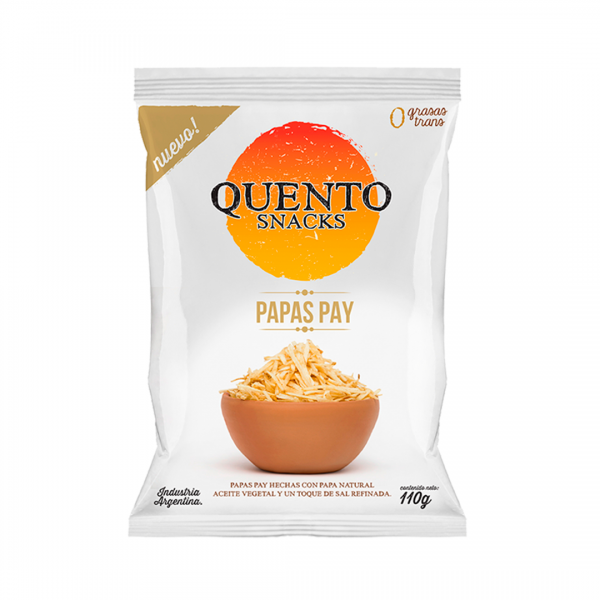 nuevo!
0 grasas
trans
QUENTO
SNACKS
PAPAS PAY
PAPAS PAY HECHAS CON PAPA NATURAL
ACEITE VEGETAL Y UN TOQUE DE SAL REFINADA.
Industria
Argentina.
contenido neto:
110g